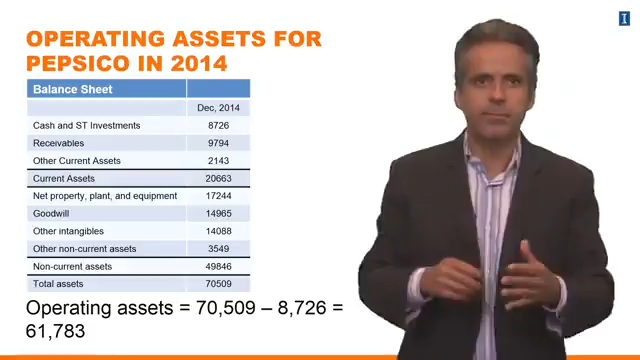 I
OPERATING ASSETS FOR
PEPSICO IN 2014
Balance Sheet
Dec, 2014
Cash and ST Investments 8726
Receivables 9794
Other Current Assets 2143
Current Assets 20663
Net property, plant, and equipment 17244
Goodwill 14965
Other intangibles 14088
Other non-current assets 3549
Non-current assets 49846
Total assets 70509
Operating assets = 70,509 – 8,726 =
61,783